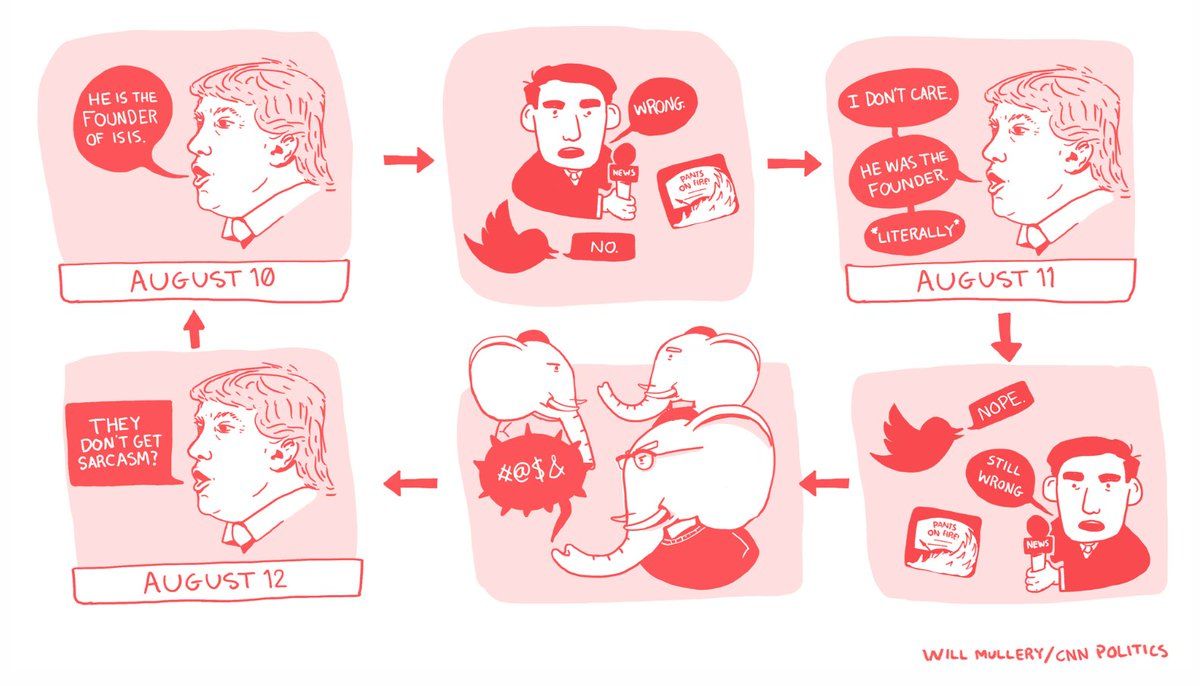 HE IS THE
FOUNDER
OF ISIS.
AUGUST 10
WRONG.
NEWS
PANTS
ON FIRE!
NO.
I DON'T CARE.
HE WAS THE
FOUNDER.
*LITERALLY*
AUGUST 11
NOPE.
STILL
WRONG
PANTS
ON FIRE!
NEWS
#@$&
THEY
DON'T GET
SARCASM?
AUGUST 12
WILL MULLERY/CNN POLITICS